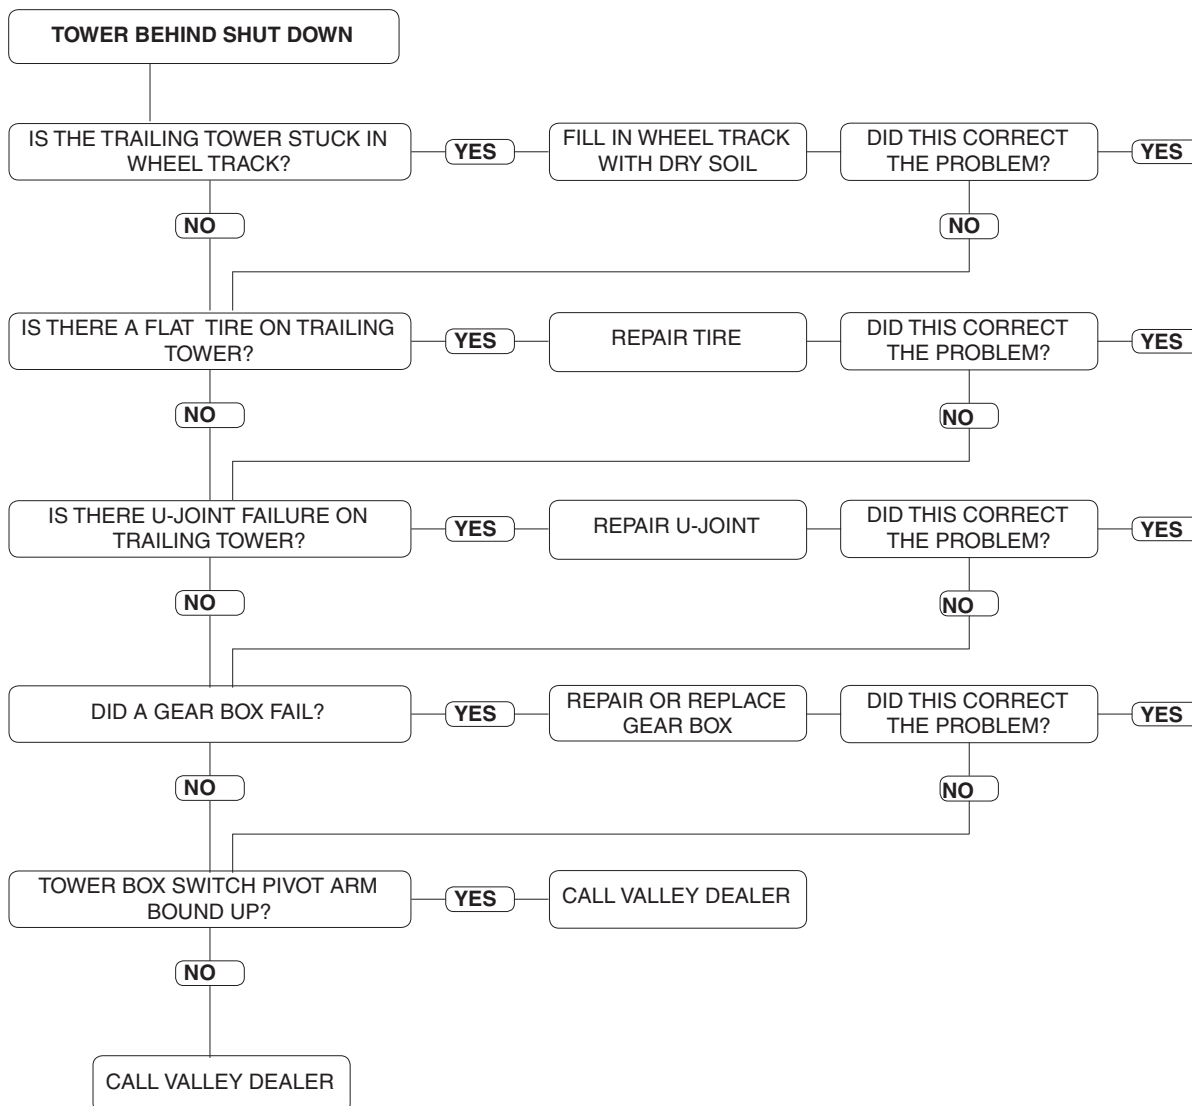 TOWER BEHIND SHUT DOWN
IS THE TRAILING TOWER STUCK IN
WHEEL TRACK?
YES
FILL IN WHEEL TRACK
WITH DRY SOIL
DID THIS CORRECT
THE PROBLEM?
YES
NO
NO
IS THERE A FLAT TIRE ON TRAILING
TOWER?
YES
REPAIR TIRE
DID THIS CORRECT
THE PROBLEM?
YES
NO
NO
IS THERE U-JOINT FAILURE ON
TRAILING TOWER?
YES
REPAIR U-JOINT
DID THIS CORRECT
THE PROBLEM?
YES
NO
NO
DID A GEAR BOX FAIL?
YES
REPAIR OR REPLACE
GEAR BOX
DID THIS CORRECT
THE PROBLEM?
YES
NO
NO
TOWER BOX SWITCH PIVOT ARM
BOUND UP?
YES
CALL VALLEY DEALER
NO
CALL VALLEY DEALER